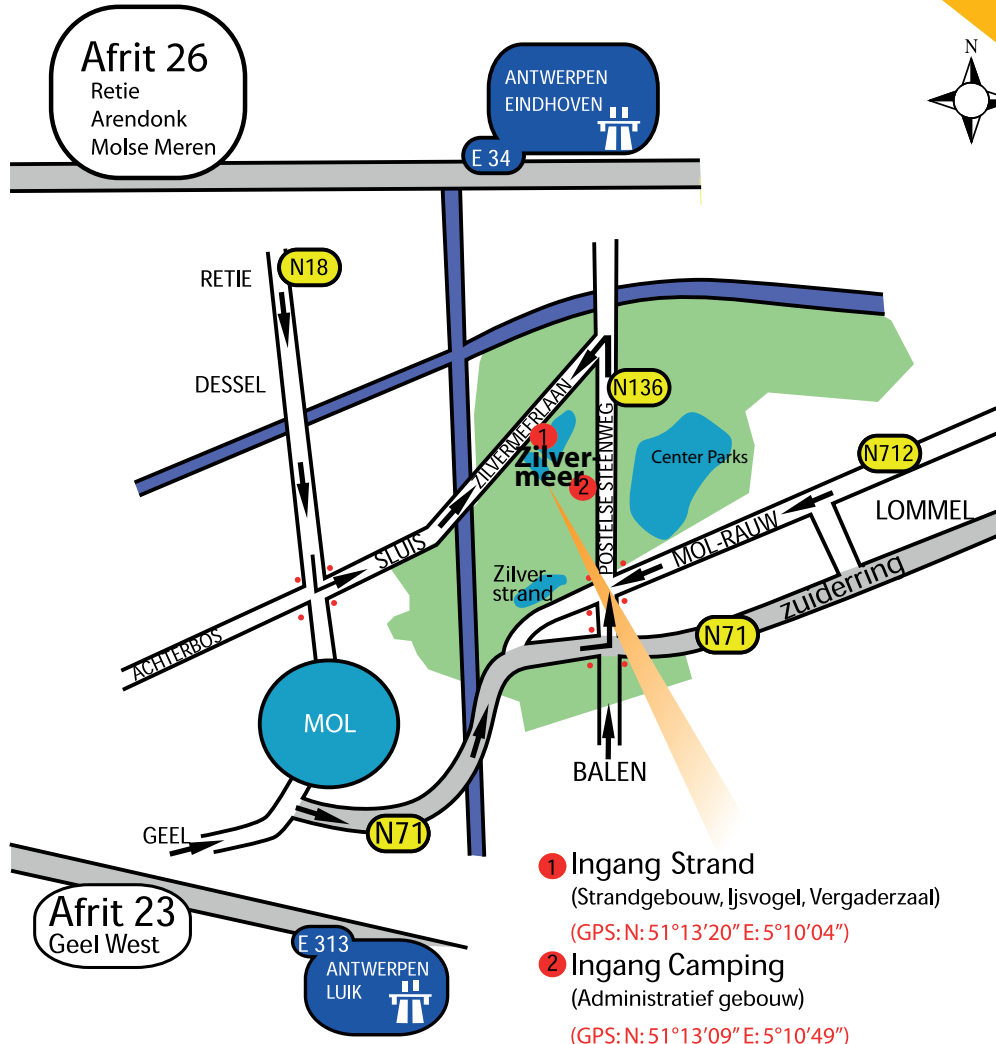 Afrit 26
Retie
Arendonk
Molse Meren
ANTWERPEN
EINDHOVEN
E 34
N
RETIE
N18
DESSEL
N136
ZILVERMEERLAAN
POSTELSE STEENWEG
1
Zilver-
meer
2
Center Parks
N712
LOMMEL
MOL-RAUW
SLUIS
Zilver-
strand
zuiderring
N71
ACHTERBOS
MOL
BALEN
GEEL
N71
Afrit 23
Geel West
E 313
ANTWERPEN
LUIK
1 Ingang Strand
(Strandgebouw, Ijsvogel, Vergaderzaal)
(GPS: N: 51°13’20” E: 5°10’04”)
2 Ingang Camping
(Administratief gebouw)
(GPS: N: 51°13’09” E: 5°10’49”)